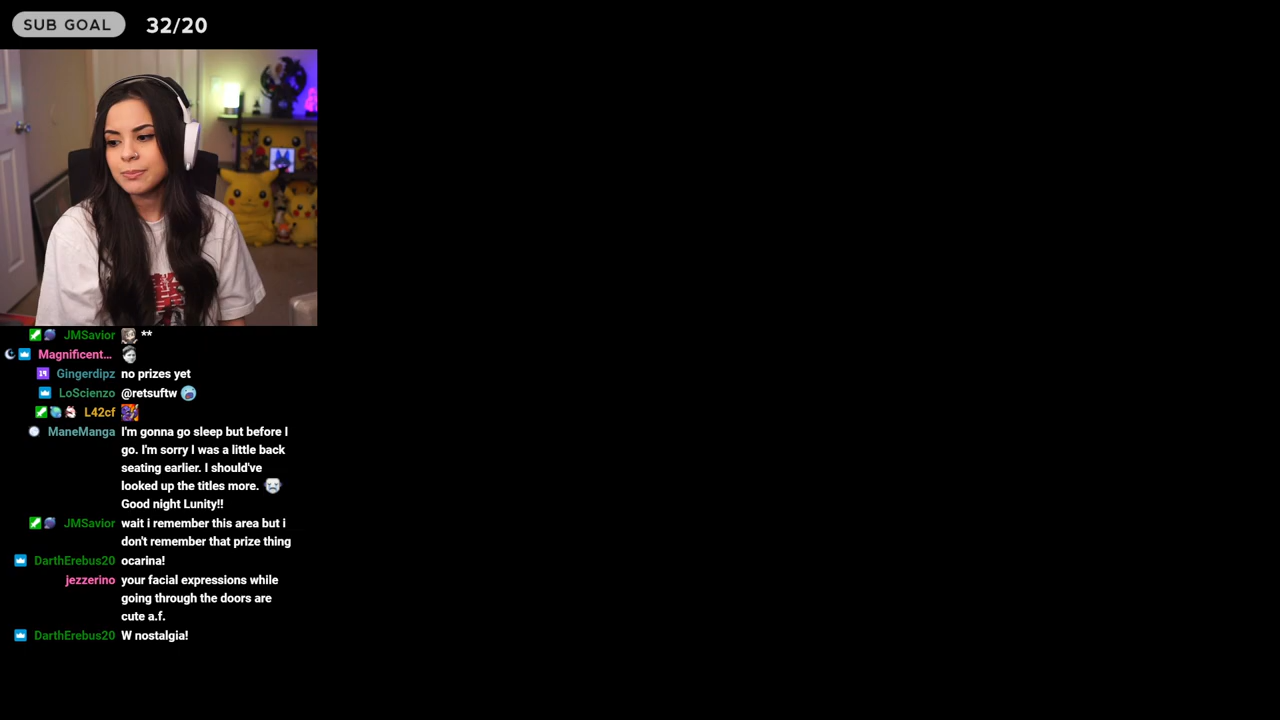 SUB GOAL 32/20
JMSavior **
Magnificent...
19 Gingerdipz no prizes yet
LoScienzo @retsuftw
L42cf
ManeManga I'm gonna go sleep but before I
go. I'm sorry I was a little back
seating earlier. I should've
looked up the titles more.
Good night Lunity!!
JMSavior wait i remember this area but i
don't remember that prize thing
DarthErebus20 ocarina!
jezzerino your facial expressions while
going through the doors are
cute a.f.
DarthErebus20 W nostalgia!